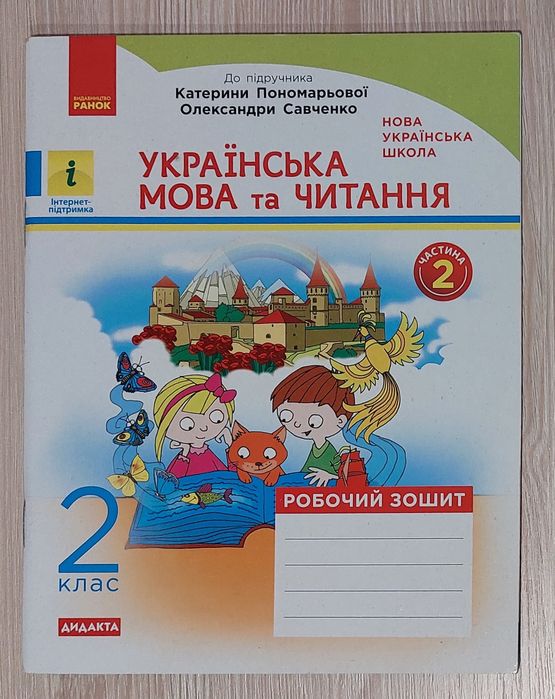 До підручника
Катерини Пономарьової
Олександри Савченко
ВИДАВНИЦТВО
РАНОК
НОВА
УКРАЇНСЬКА
ШКОЛА
i
Інтернет-
підтримка
УКРАЇНСЬКА
МОВА та ЧИТАННЯ
ЧАСТИНА
2
РОБОЧИЙ ЗОШИТ
2
клас
ДИДАКТА